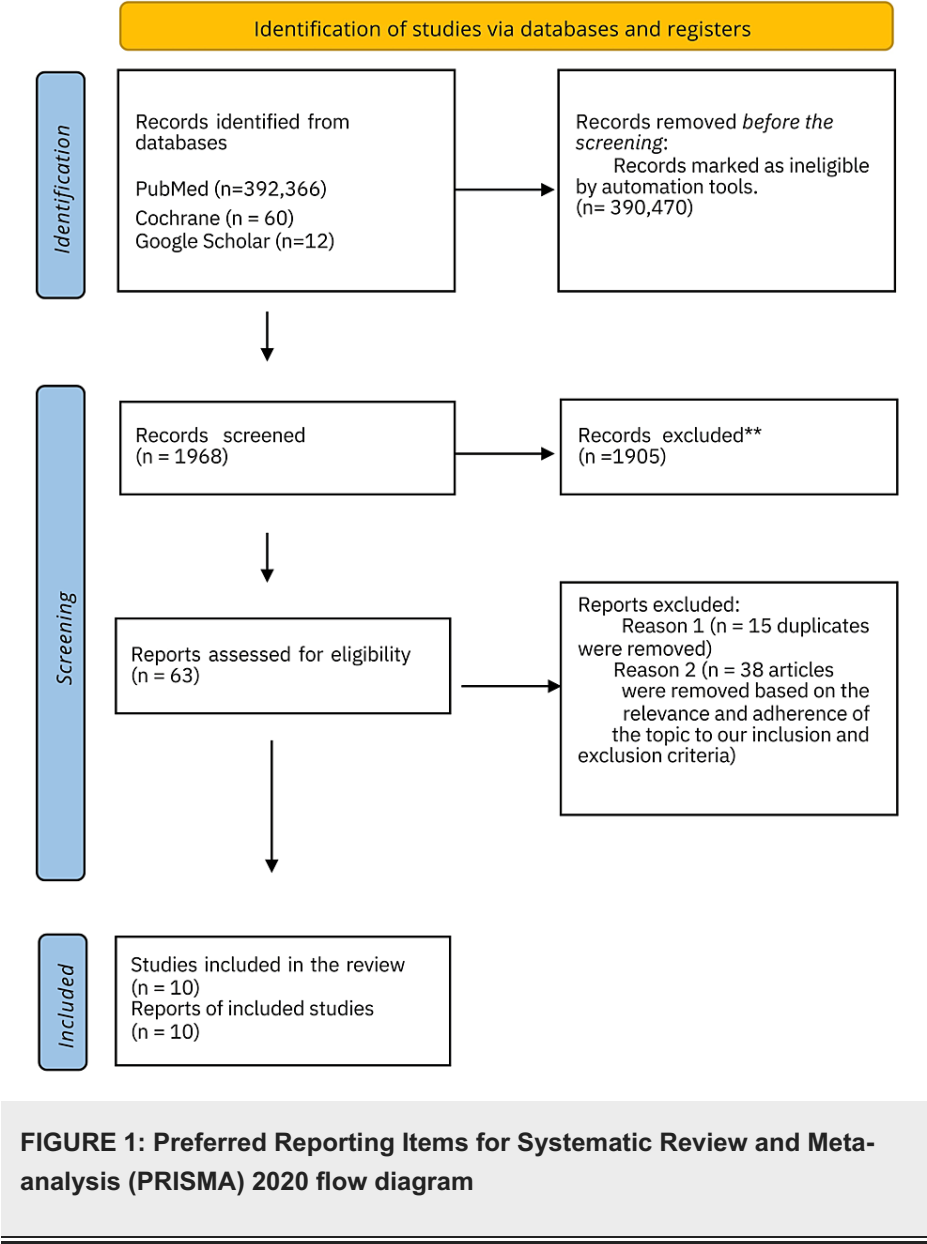 Identification of studies via databases and registers
Identification
Records identified from
databases
PubMed (n=392,366)
Cochrane (n = 60)
Google Scholar (n=12)
Records removed before the
screening:
Records marked as ineligible
by automation tools.
(n= 390,470)
Screening
Records screened
(n = 1968)
Records excluded**
(n =1905)
Reports assessed for eligibility
(n = 63)
Reports excluded:
Reason 1 (n = 15 duplicates
were removed)
Reason 2 (n = 38 articles
were removed based on the
relevance and adherence of
the topic to our inclusion and
exclusion criteria)
Included
Studies included in the review
(n = 10)
Reports of included studies
(n = 10)
FIGURE 1: Preferred Reporting Items for Systematic Review and Meta-
analysis (PRISMA) 2020 flow diagram